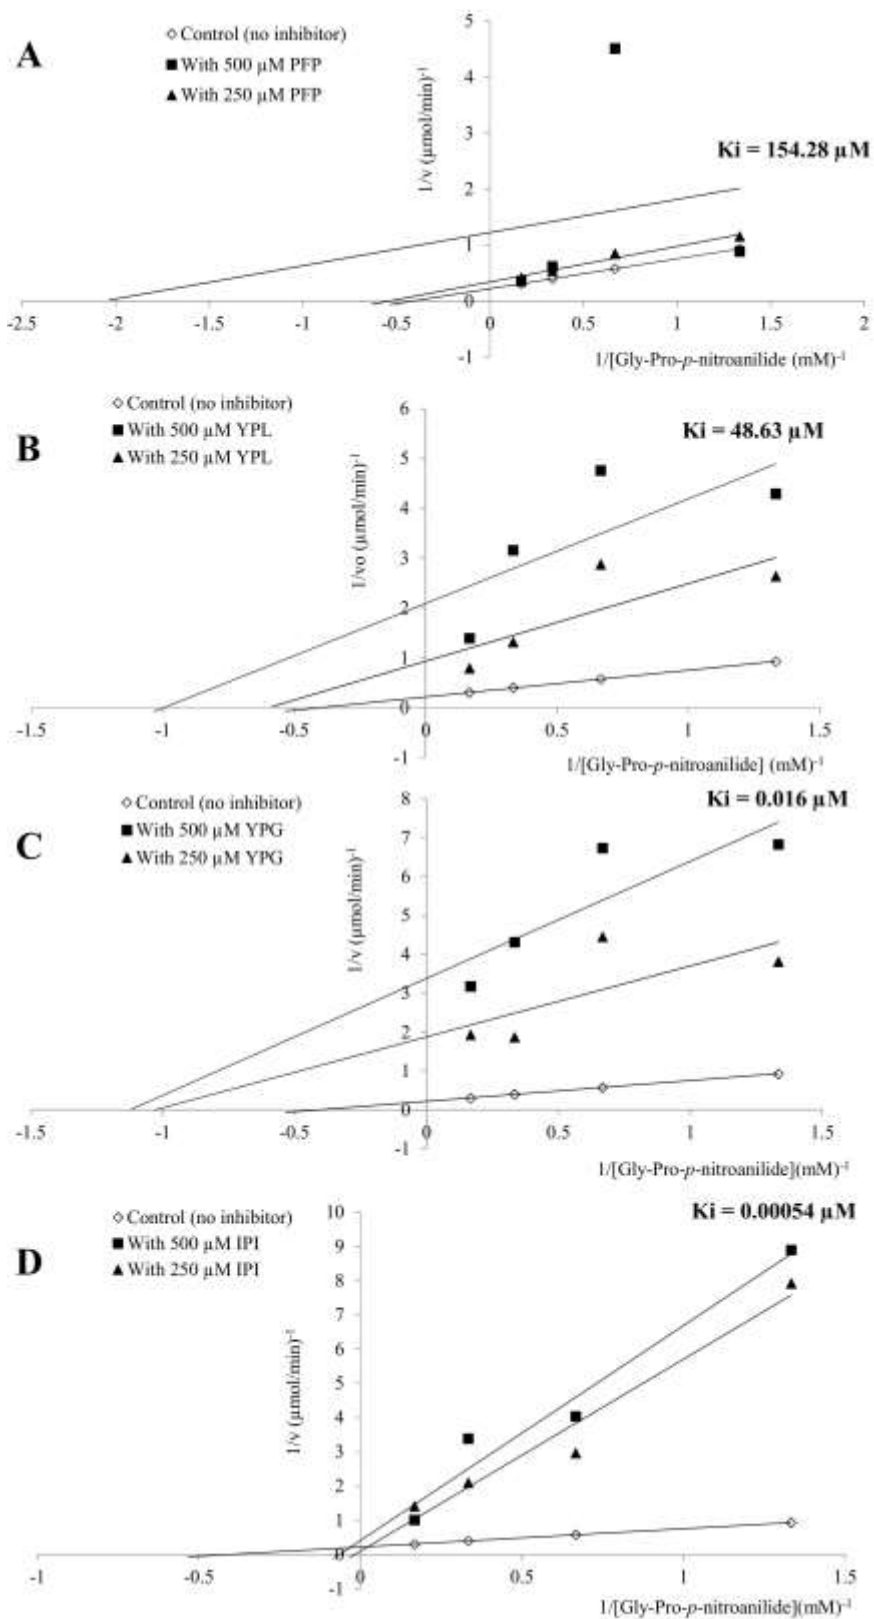 A
Control (no inhibitor)
With 500 µM PFP
With 250 µM PFP
Ki = 154.28 µM
1/v (µmol/min)-1
5
4
3
2
1
0
-1
-2.5 -2 -1.5 -1 -0.5 0 0.5 1 1.5 2
1/[Gly-Pro-p-nitroanilide (mM)-1
B
Control (no inhibitor)
With 500 µM YPL
With 250 µM YPL
Ki = 48.63 µM
1/vo (µmol/min)-1
6
5
4
3
2
1
0
-1
-1.5 -1 -0.5 0 0.5 1 1.5
1/[Gly-Pro-p-nitroanilide] (mM)-1
C
Control (no inhibitor)
With 500 µM YPG
With 250 µM YPG
Ki = 0.016 µM
1/v (µmol/min)-1
8
7
6
5
4
3
2
1
0
-1
-1.5 -1 -0.5 0 0.5 1 1.5
1/[Gly-Pro-p-nitroanilide](mM)-1
D
Control (no inhibitor)
With 500 µM IPI
With 250 µM IPI
Ki = 0.00054 µM
1/v (µmol/min)-1
10
9
8
7
6
5
4
3
2
1
0
-1
-1 -0.5 0 0.5 1 1.5
1/[Gly-Pro-p-nitroanilide](mM)-1